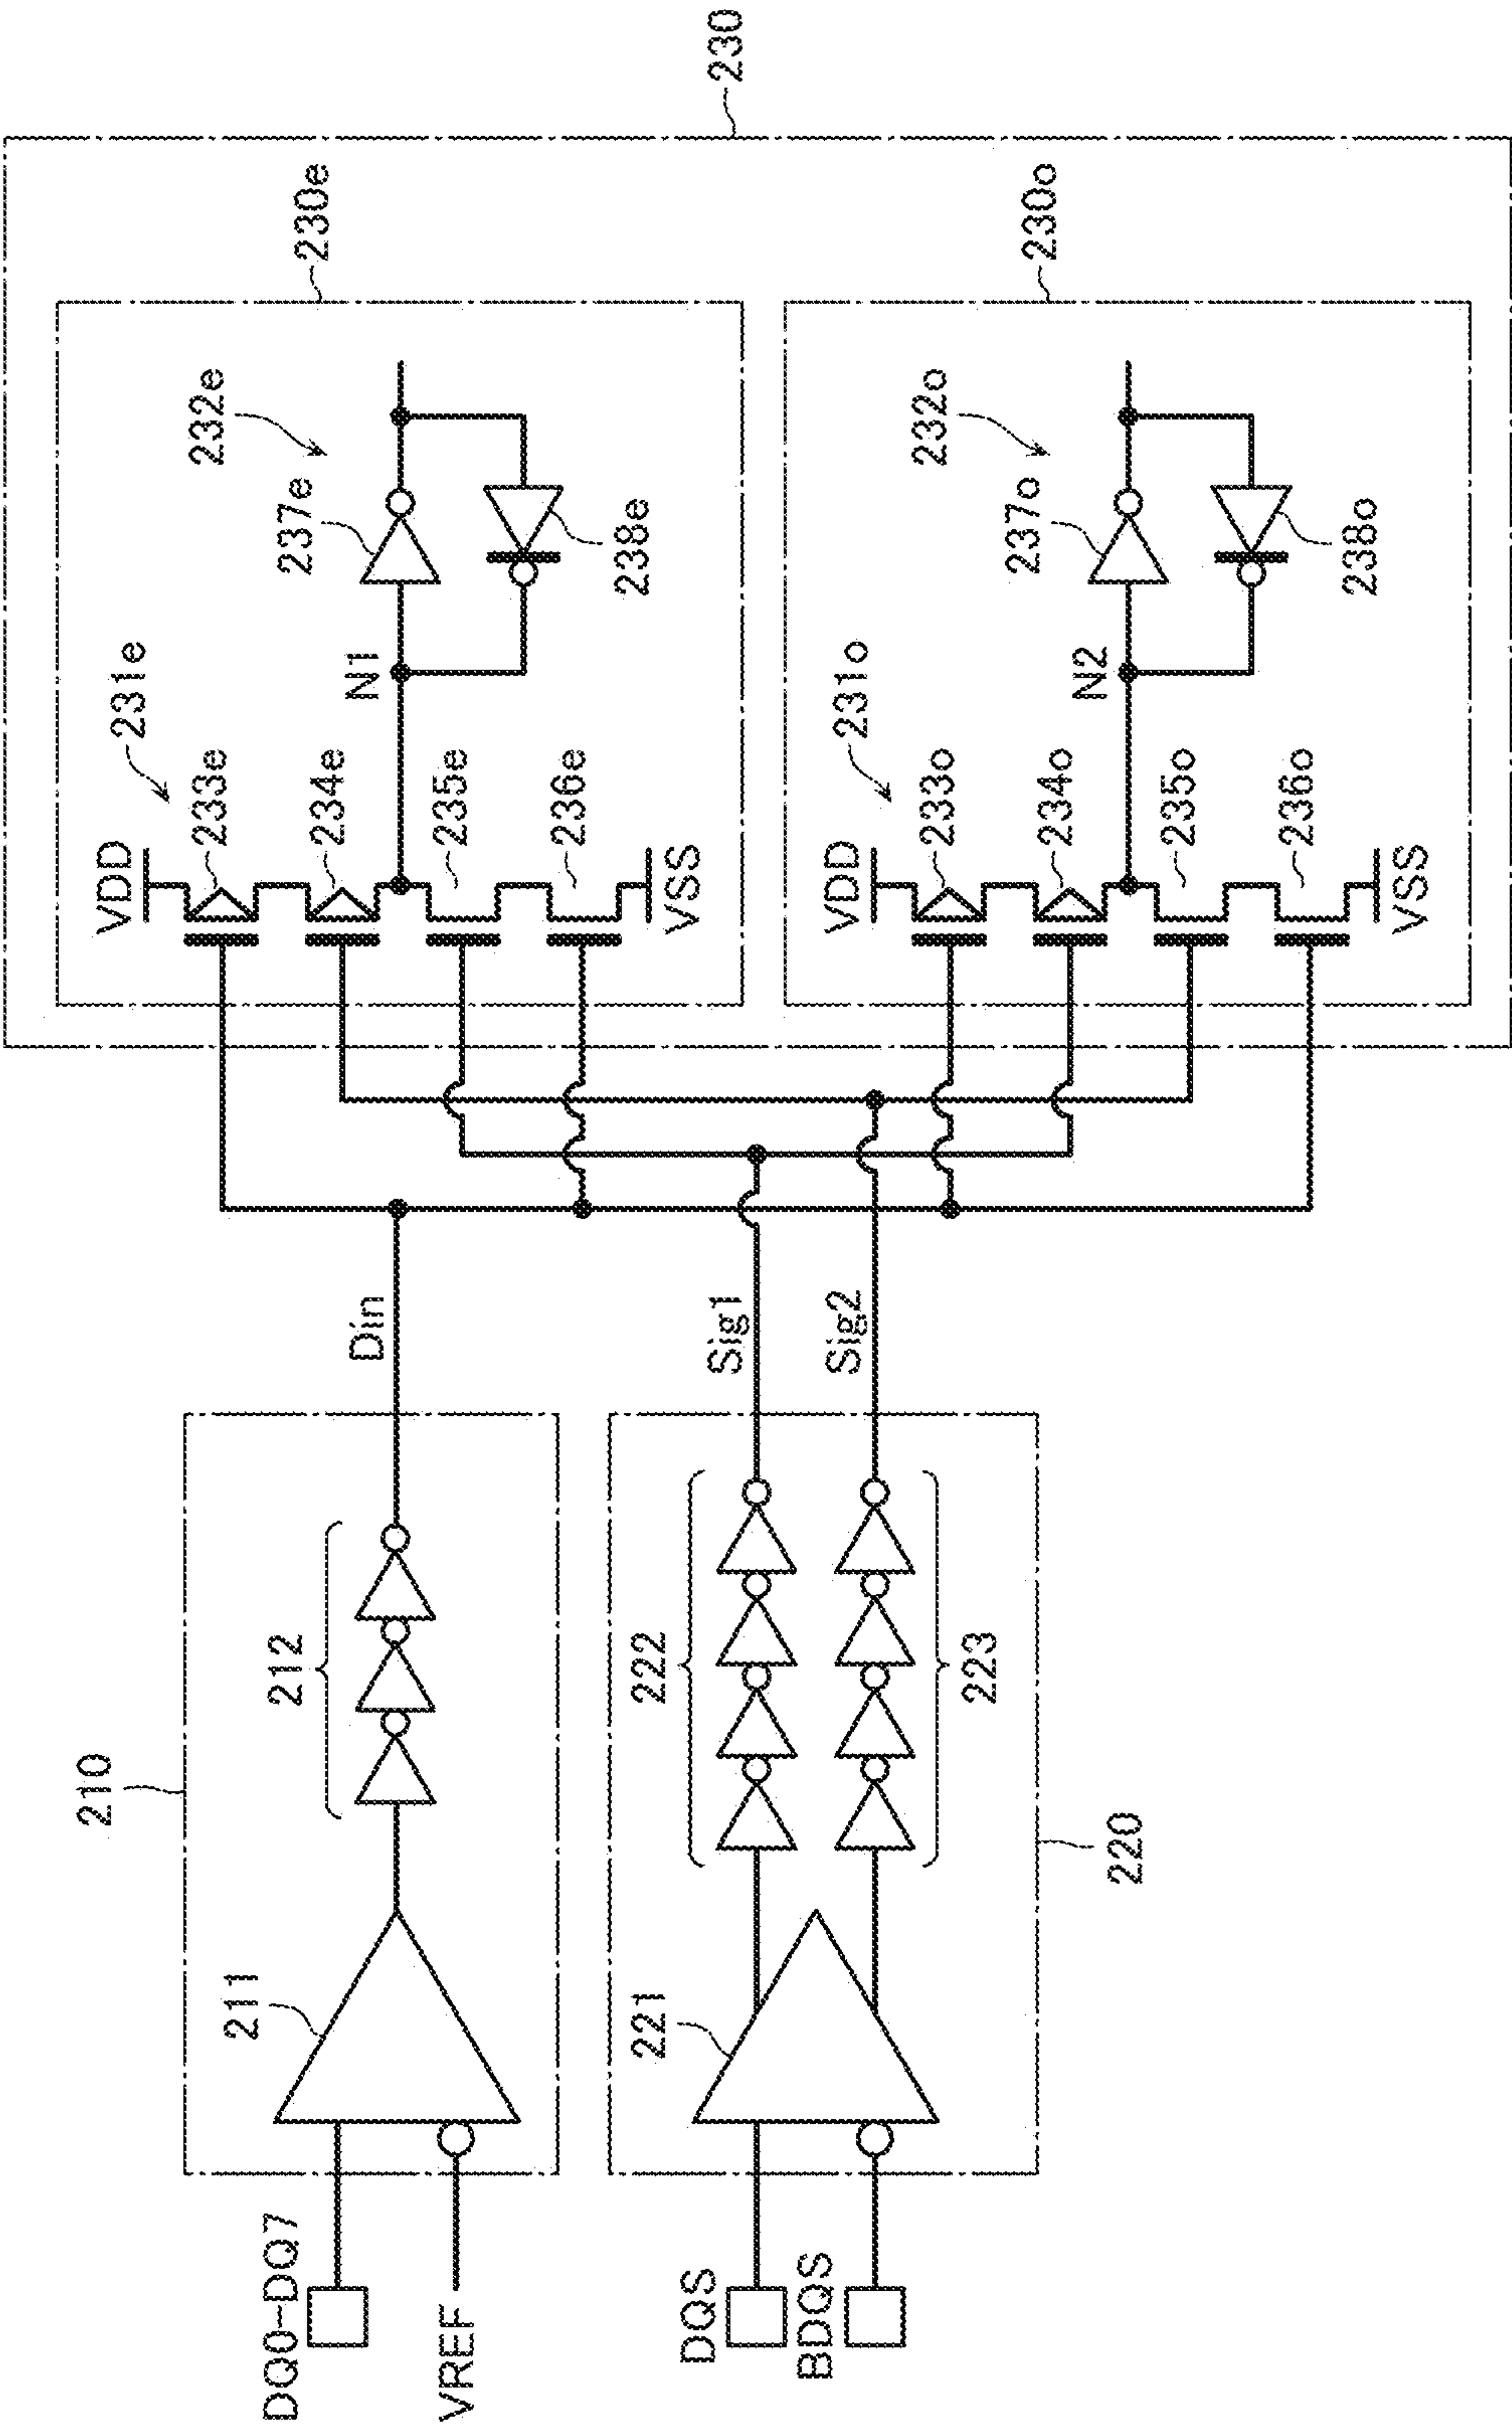 DQ0-DQ7
VREF
210
211
212
Din
DQS
BDQS
221
222
223
220
Sig1
Sig2
230
230e
VDD
231e
233e
234e
235e
236e
VSS
N1
232e
237e
238e
230o
VDD
231o
233o
234o
235o
236o
VSS
N2
232o
237o
238o